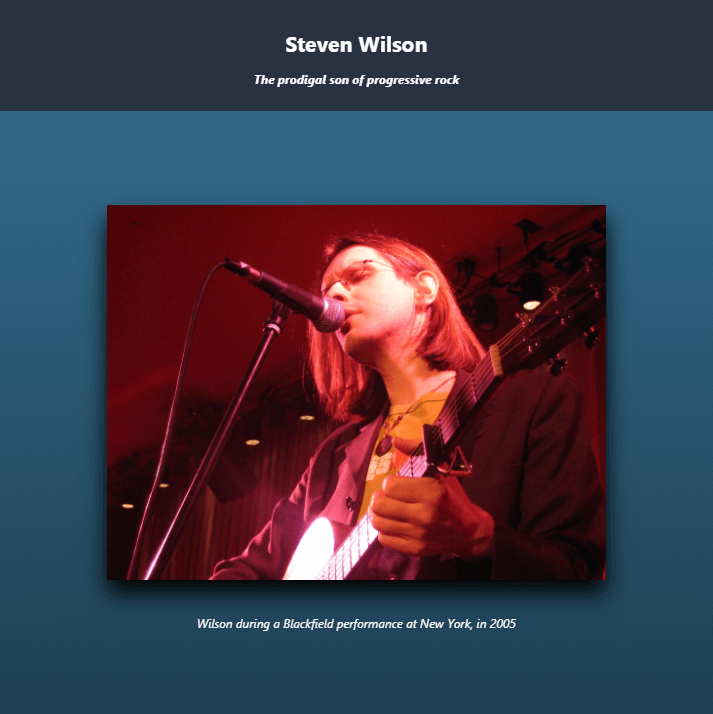 Steven Wilson
The prodigal son of progressive rock
Wilson during a Blackfield performance at New York, in 2005